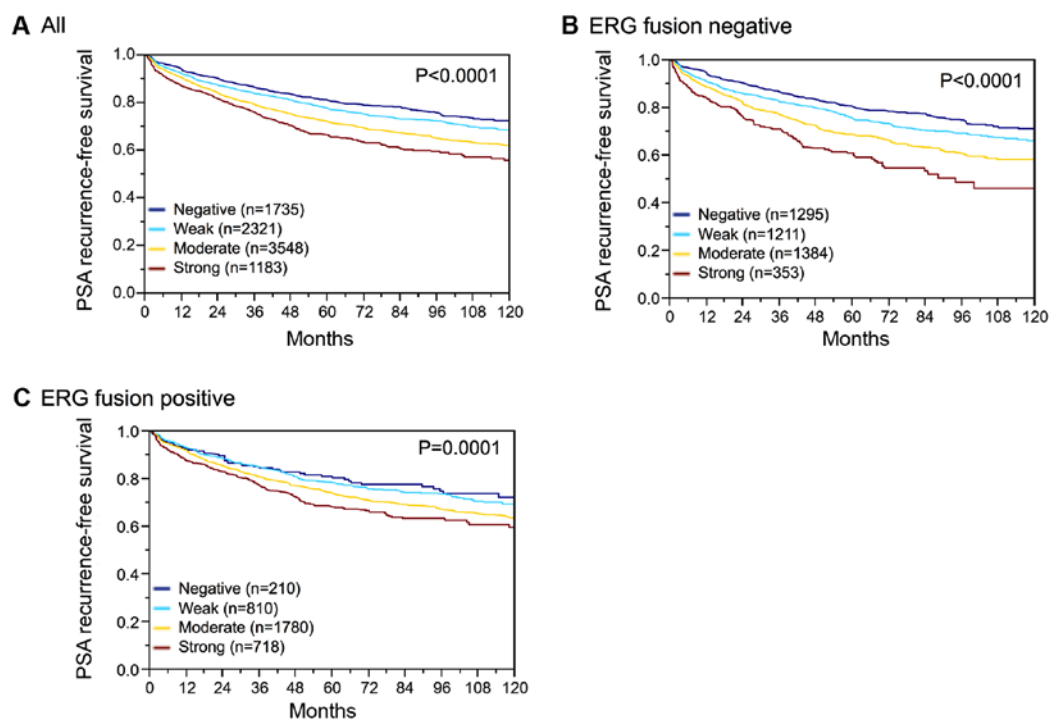 A All
PSA recurrence-free survival
1.0
0.8
0.6
0.4
0.2
0.0
P<0.0001
Negative (n=1735)
Weak (n=2321)
Moderate (n=3548)
Strong (n=1183)
0 12 24 36 48 60 72 84 96 108 120
Months
B ERG fusion negative
PSA recurrence-free survival
1.0
0.8
0.6
0.4
0.2
0.0
P<0.0001
Negative (n=1295)
Weak (n=1211)
Moderate (n=1384)
Strong (n=353)
0 12 24 36 48 60 72 84 96 108 120
Months
C ERG fusion positive
PSA recurrence-free survival
1.0
0.8
0.6
0.4
0.2
0.0
P=0.0001
Negative (n=210)
Weak (n=810)
Moderate (n=1780)
Strong (n=718)
0 12 24 36 48 60 72 84 96 108 120
Months